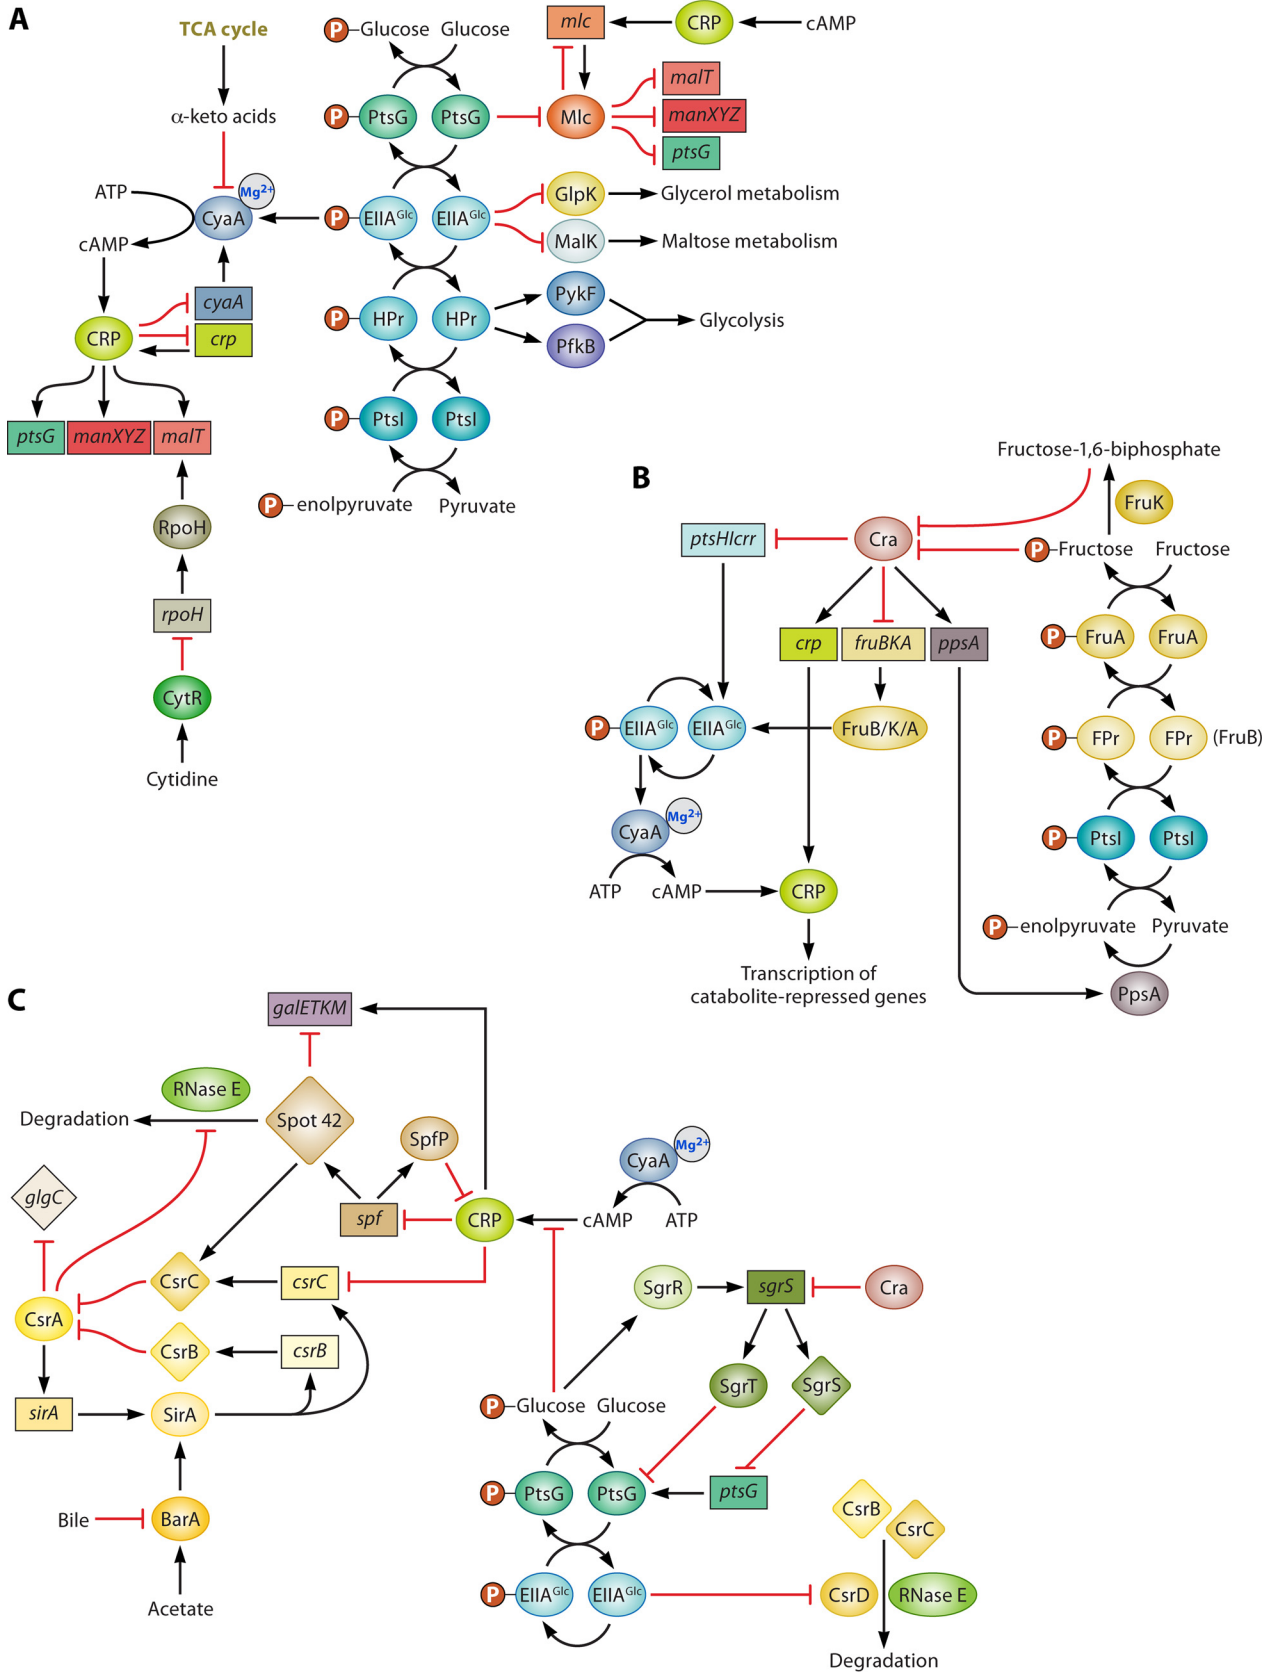 A
TCA cycle
α-keto acids
ATP
Mg2+
CyaA
cAMP
cyaA
CRP
crp
ptsG
manXYZ
malT
RpoH
rpoH
CytR
Cytidine
P
Glucose
Glucose
P
PtsG
PtsG
P
EIIAGlc
EIIAGlc
P
HPr
HPr
P
PtsI
PtsI
P
enolpyruvate
Pyruvate
mlc
CRP
cAMP
Mlc
malT
manXYZ
ptsG
GlpK
Glycerol metabolism
MalK
Maltose metabolism
PykF
PfkB
Glycolysis
B
Fructose-1,6-biphosphate
FruK
ptsHIcrr
Cra
P
Fructose
Fructose
crp
fruBKA
ppsA
P
FruA
FruA
P
EIIAGlc
EIIAGlc
FruB/K/A
P
FPr
FPr
(FruB)
CyaA
Mg2+
P
PtsI
PtsI
ATP
cAMP
CRP
P
enolpyruvate
Pyruvate
Transcription of
catabolite-repressed genes
PpsA
C
galETKM
RNase E
Degradation
Spot 42
SpfP
CyaA
Mg2+
glgC
spf
CRP
cAMP
ATP
CsrC
csrC
CsrA
CsrB
csrB
sirA
SirA
Bile
BarA
Acetate
SgrR
sgrS
Cra
SgrT
SgrS
P
Glucose
Glucose
P
PtsG
PtsG
ptsG
P
EIIAGlc
EIIAGlc
CsrB
CsrC
CsrD
RNase E
Degradation